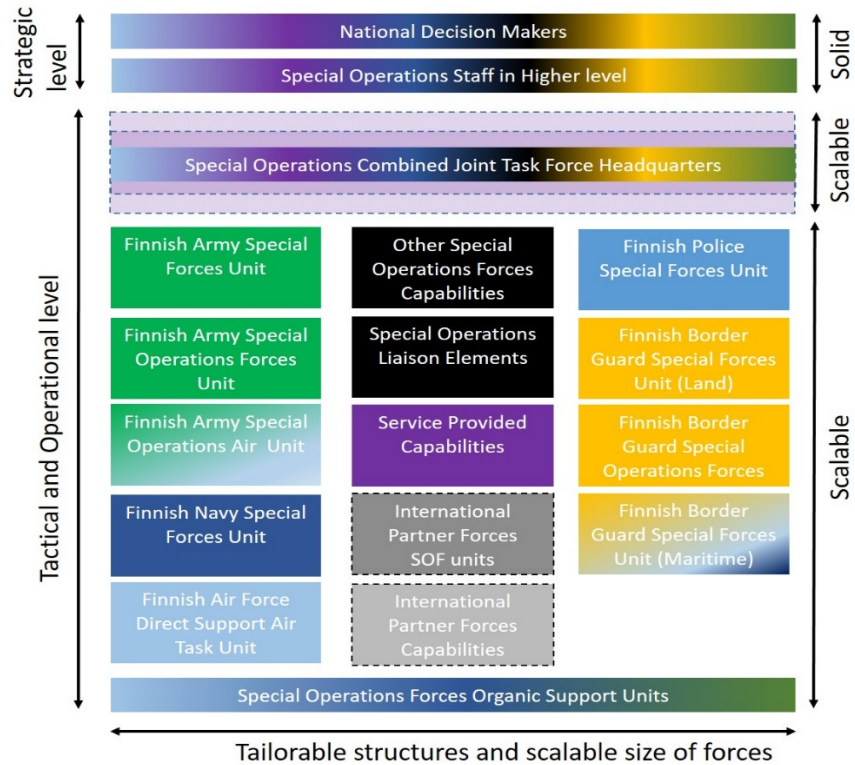 Strategic
level
National Decision Makers
Special Operations Staff in Higher level
Solid
Special Operations Combined Joint Task Force Headquarters
Scalable
Tactical and Operational level
Finnish Army Special
Forces Unit
Finnish Army Special
Operations Forces
Unit
Finnish Army Special
Operations Air Unit
Finnish Navy Special
Forces Unit
Finnish Air Force
Direct Support Air
Task Unit
Other Special
Operations Forces
Capabilities
Special Operations
Liaison Elements
Service Provided
Capabilities
International
Partner Forces
SOF units
International
Partner Forces
Capabilities
Finnish Police
Special Forces Unit
Finnish Border
Guard Special Forces
Unit (Land)
Finnish Border
Guard Special
Operations Forces
Finnish Border
Guard Special Forces
Unit (Maritime)
Scalable
Special Operations Forces Organic Support Units
Tailorable structures and scalable size of forces